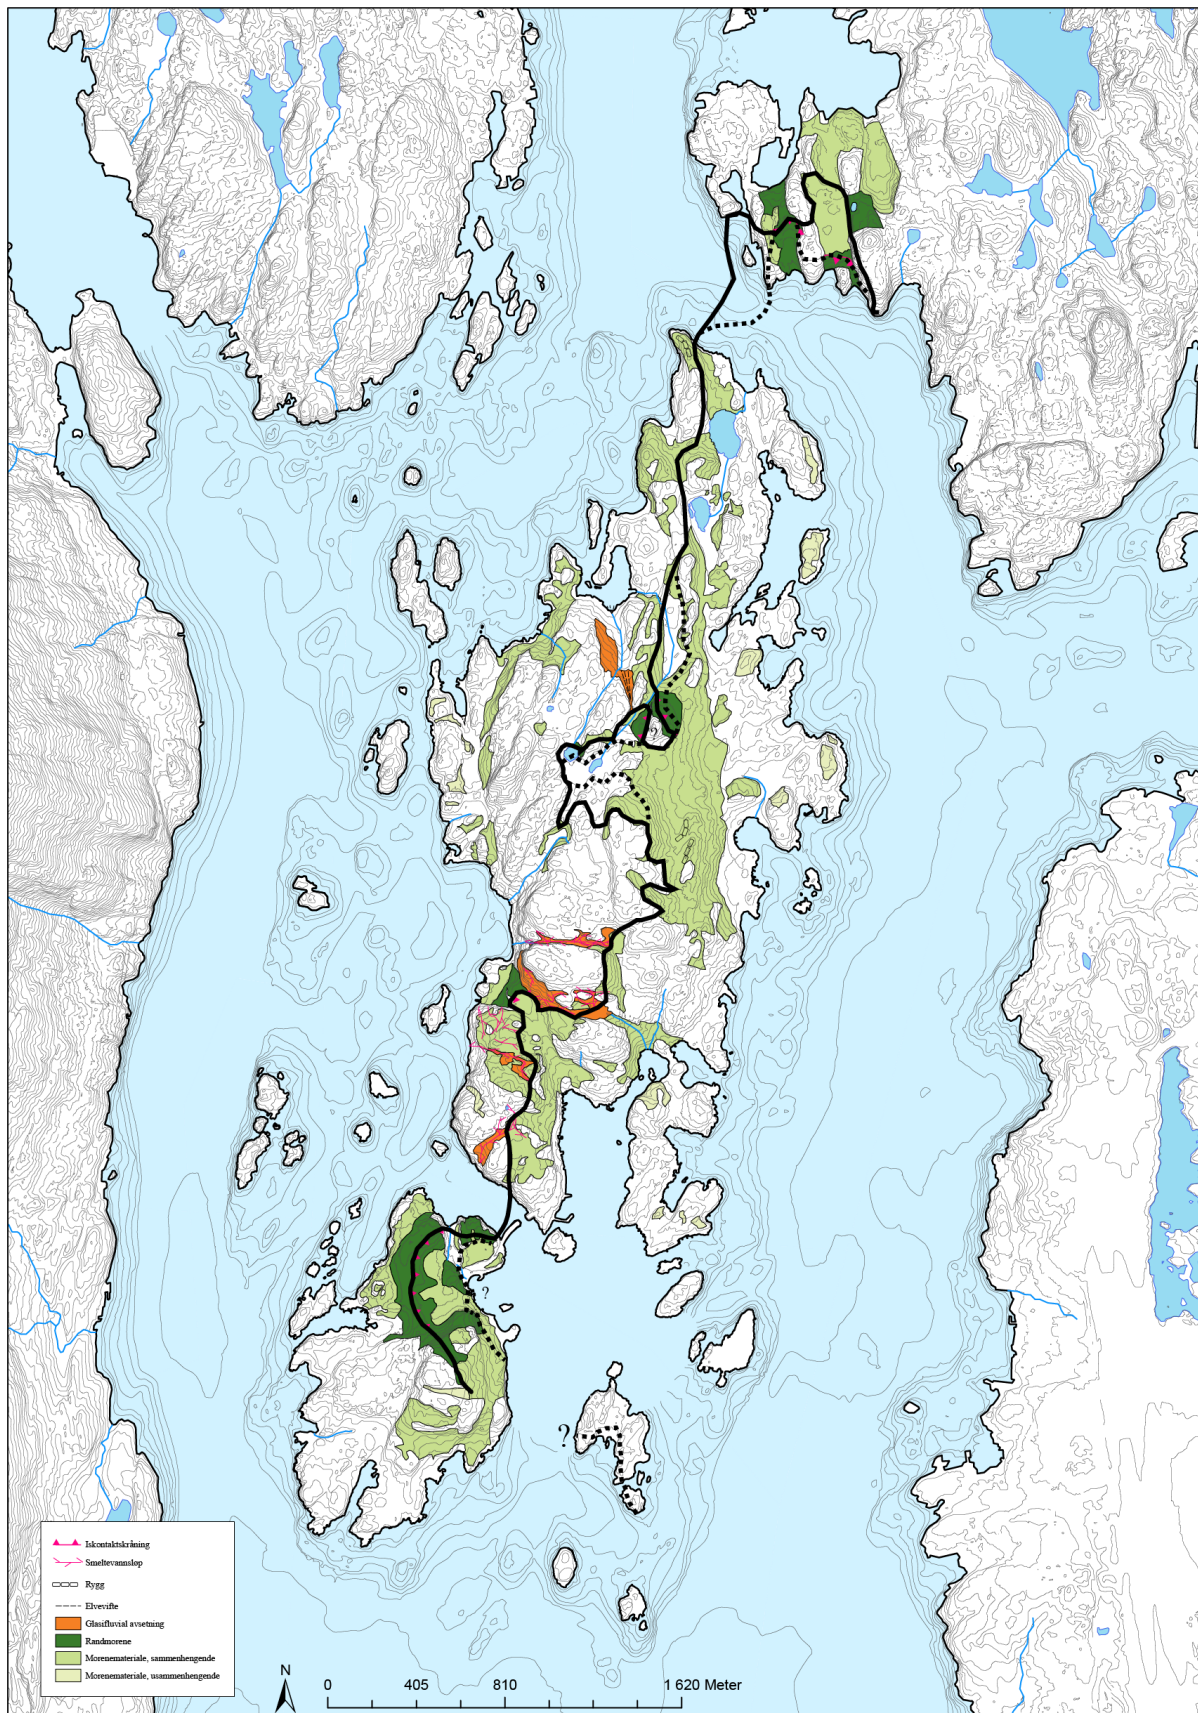 ?
?
?
Iskontaktskråning
Smeltevannsløp
Rygg
Elvevifte
Glasifluvial avsetning
Randmorene
Morenemateriale, sammenhengende
Morenemateriale, usammenhengende
N
0 405 810 1 620 Meter